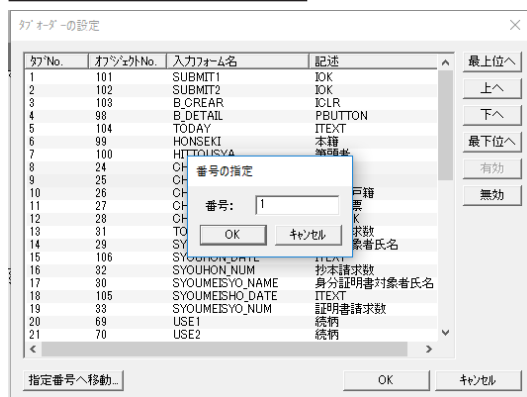 タブオーダーの設定
タブNo. オブジェクトNo. 入力フォーム名 記述
1 101 SUBMIT1 IOK
2 102 SUBMIT2 IOK
3 103 B_CREAR ICLR
4 98 B_DETAIL PBUTTON
5 104 TODAY ITEXT
6 99 HONSEKI 本籍
7 100 HITTOUSYA 筆頭者
8 24 CH
9 25 CH
10 26 CH 戸籍
11 27 CH 票
12 28 CH K
13 31 TO 求数
14 29 SY 象者氏名
15 106 SYOUHON_DATE ITEXT
16 32 SYOUHON_NUM 抄本請求数
17 30 SYOUMEISYO_NAME 身分証明書対象者氏名
18 105 SYOUMEISHO_DATE ITEXT
19 33 SYOUMEISYO_NUM 証明書請求数
20 69 USE1 続柄
21 70 USE2 続柄
最上位へ
上へ
下へ
最下位へ
有効
無効
番号の指定
番号: 1
OK キャンセル
指定番号へ移動... OK キャンセル